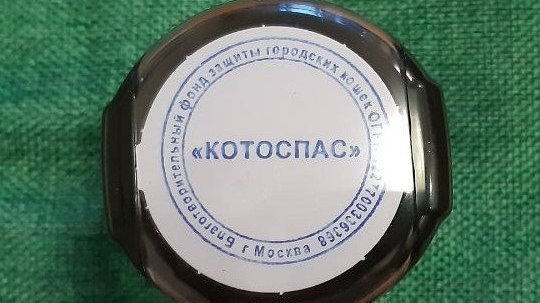 Благотворительный фонд защиты городских кошек
«КОТОСПАС»
г Москва